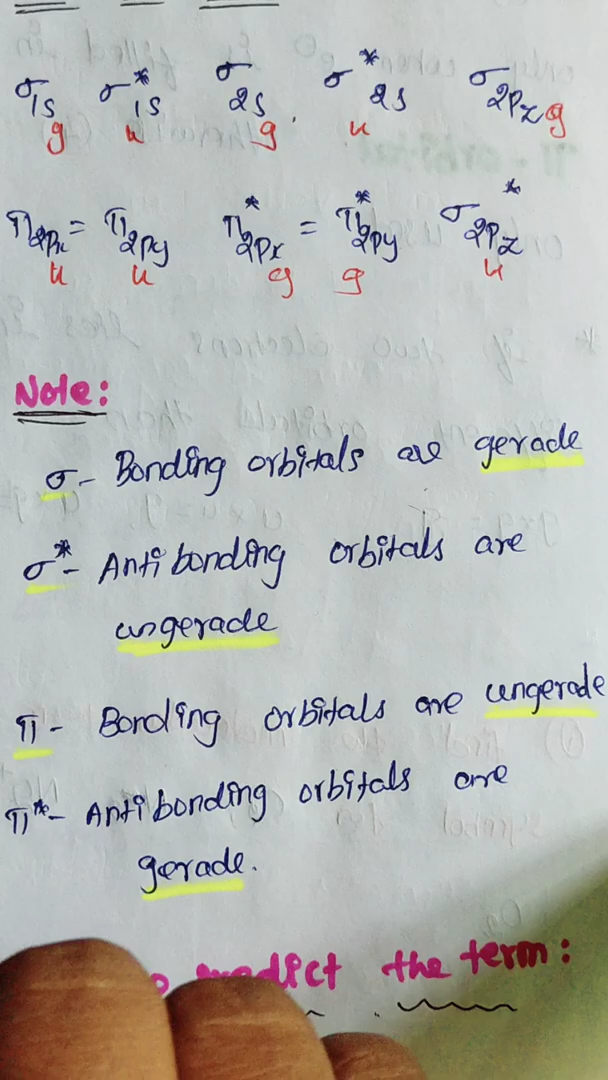 σ1s σ*1s σ2s. σ*2s σ2pz g
g u g u
π2px = π2py π*2px = π*2py σ*2pz
u u g g u
Note:
σ - Bonding orbitals are gerade
σ* - Antibonding orbitals are
ungerade
π - Bonding orbitals are ungerade
π* - Antibonding orbitals are
gerade.
predict the term: